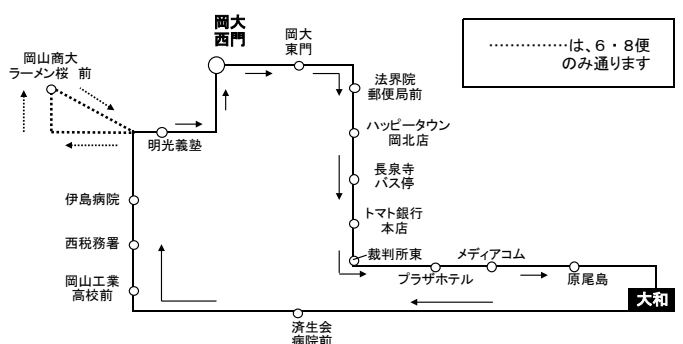 岡大
西門
岡大
東門
は、6・8便
のみ通ります
岡山商大
ラーメン桜 前
法界院
郵便局前
明光義塾
ハッピータウン
岡北店
長泉寺
バス停
伊島病院
トマト銀行
本店
西税務署
裁判所東
メディアコム
プラザホテル
原尾島
岡山工業
高校前
大和
済生会
病院前